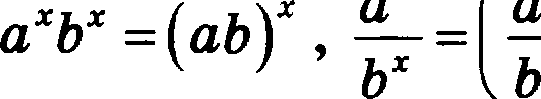 a^x b^x = (ab)^x , a / b^x = ( a / b